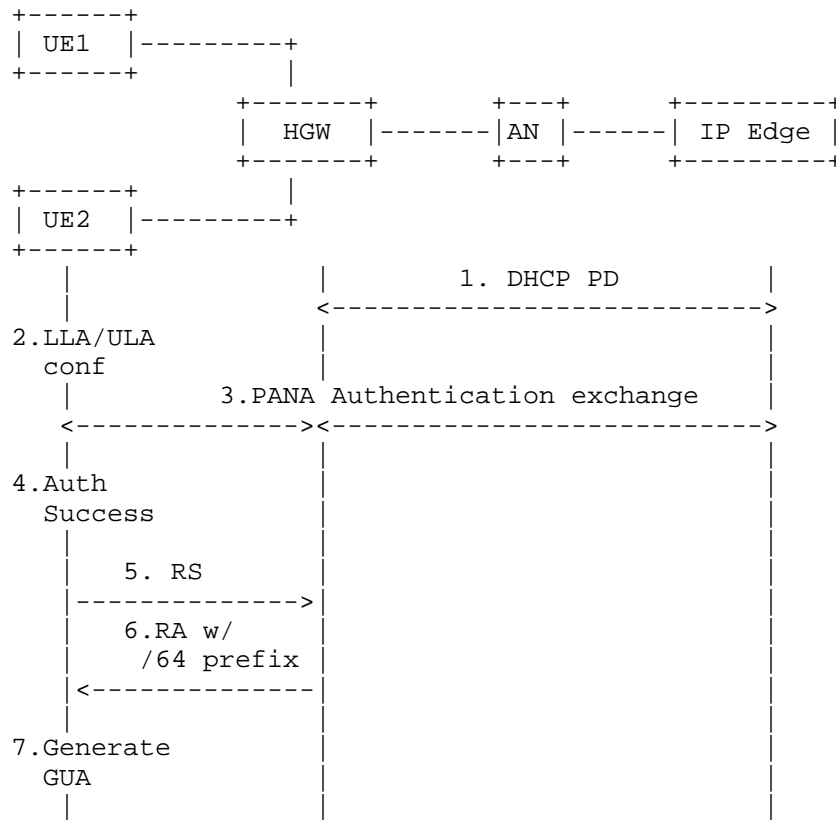 UE1
HGW AN IP Edge
UE2
1. DHCP PD
2.LLA/ULA
conf
3.PANA Authentication exchange
4.Auth
Success
5. RS
6.RA w/
/64 prefix
7.Generate
GUA